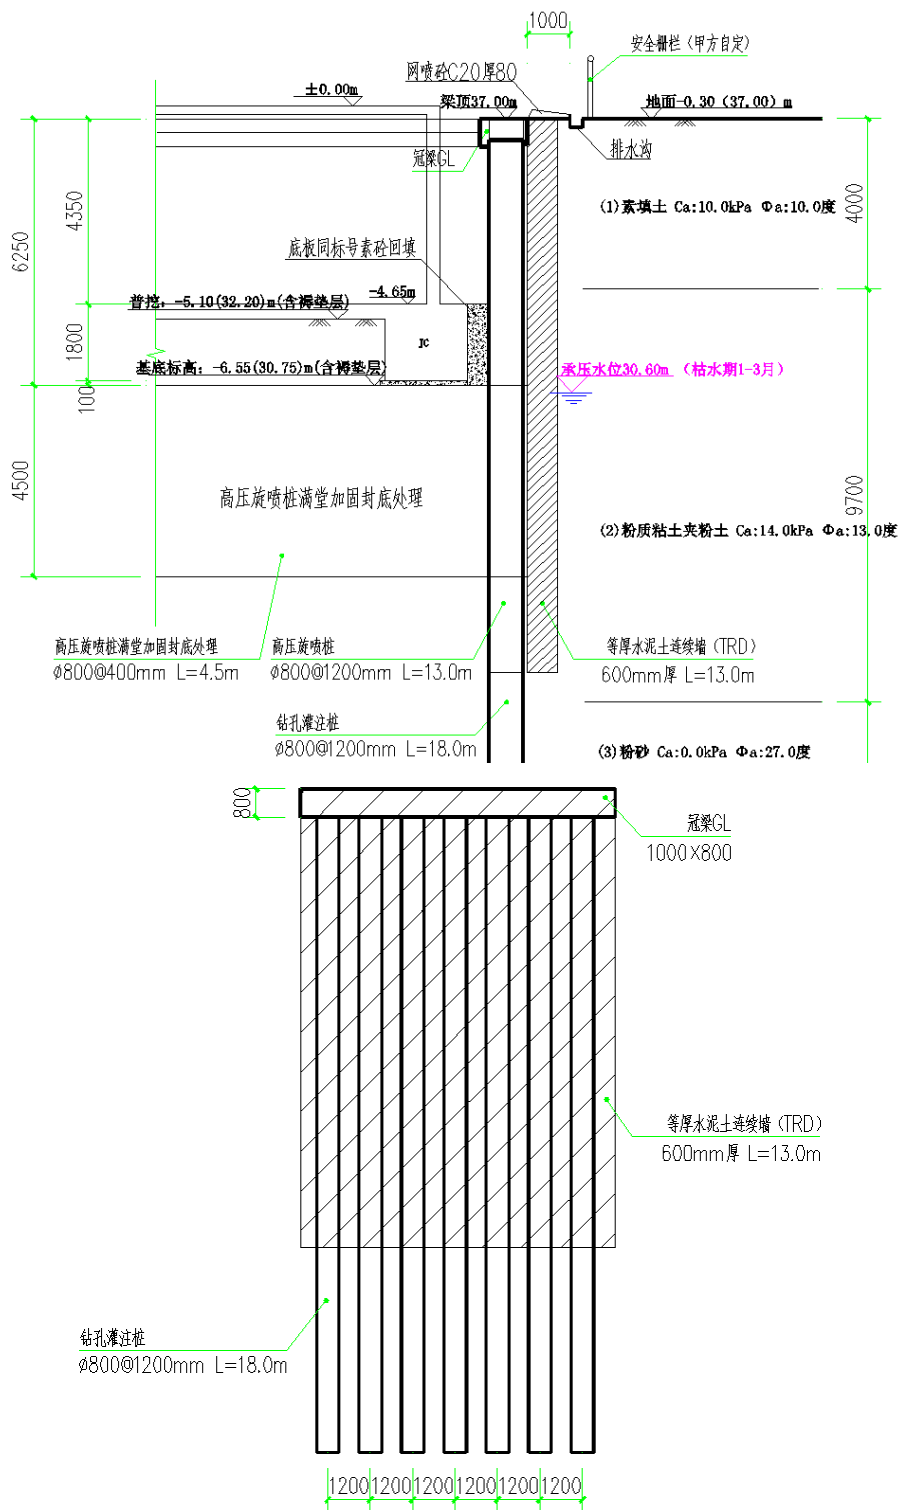 1000
安全栅栏（甲方自定）
网喷砼C20厚80
±0.00m
梁顶37.00m
地面-0.30（37.00）m
冠梁GL
排水沟
(1)素填土 Ca:10.0kPa Φa:10.0度
4000
4350
6250
底板同标号素砼回填
-4.65m
普挖：-5.10(32.20)m(含褥垫层)
1800
JC
基底标高：-6.55(30.75)m(含褥垫层)
承压水位30.60m （枯水期1-3月）
100
4500
高压旋喷桩满堂加固封底处理
9700
(2)粉质粘土夹粉土 Ca:14.0kPa Φa:13.0度
高压旋喷桩满堂加固封底处理
ø800@400mm L=4.5m
高压旋喷桩
ø800@1200mm L=13.0m
等厚水泥土连续墙（TRD）
600mm厚 L=13.0m
钻孔灌注桩
ø800@1200mm L=18.0m
(3)粉砂 Ca:0.0kPa Φa:27.0度
800
冠梁GL
1000×800
等厚水泥土连续墙（TRD）
600mm厚 L=13.0m
钻孔灌注桩
ø800@1200mm L=18.0m
1200 1200 1200 1200 1200 1200